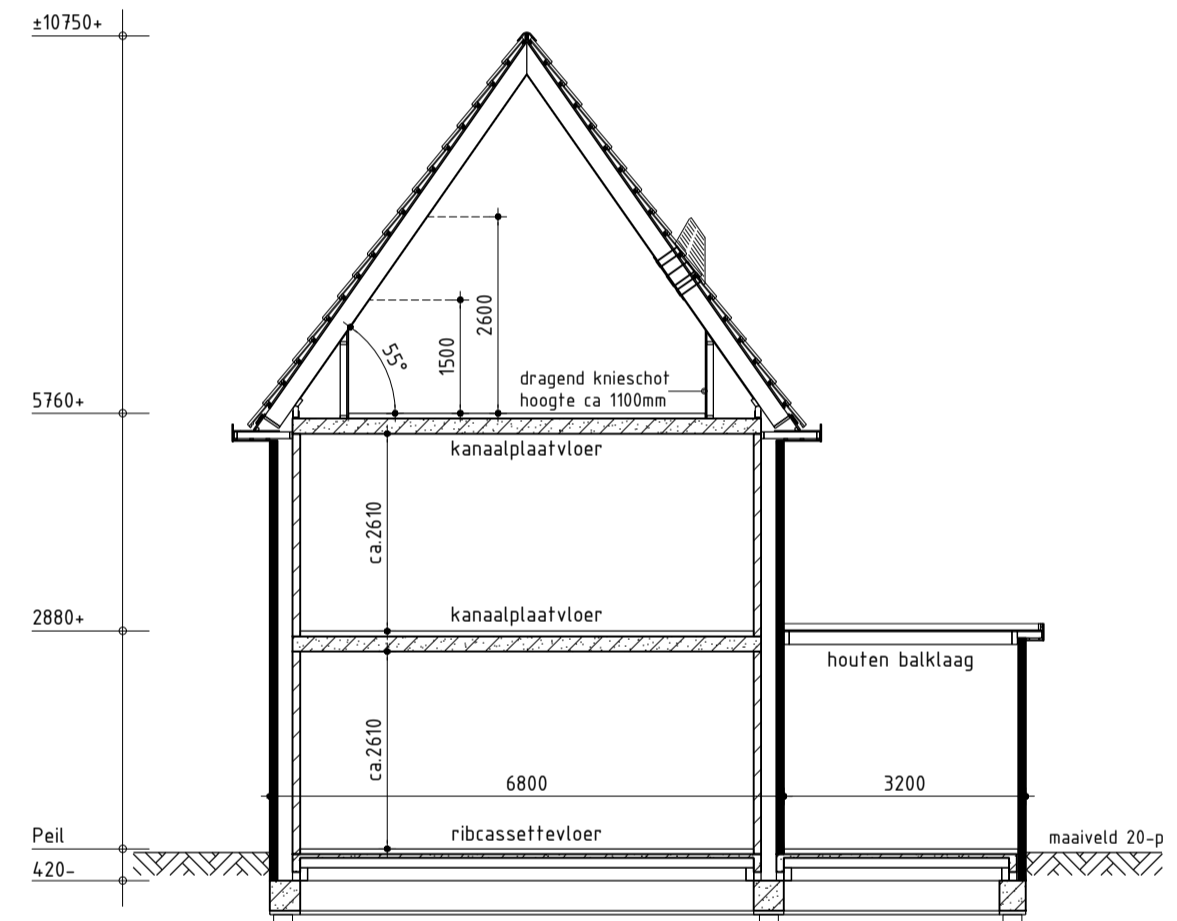 ±10750+
2600
1500
55°
dragend knieschot
hoogte ca 1100mm
5760+
kanaalplaatvloer
ca.2610
kanaalplaatvloer
2880+
houten balklaag
ca.2610
6800
3200
ribcassettevloer
Peil
maaiveld 20-p
420-